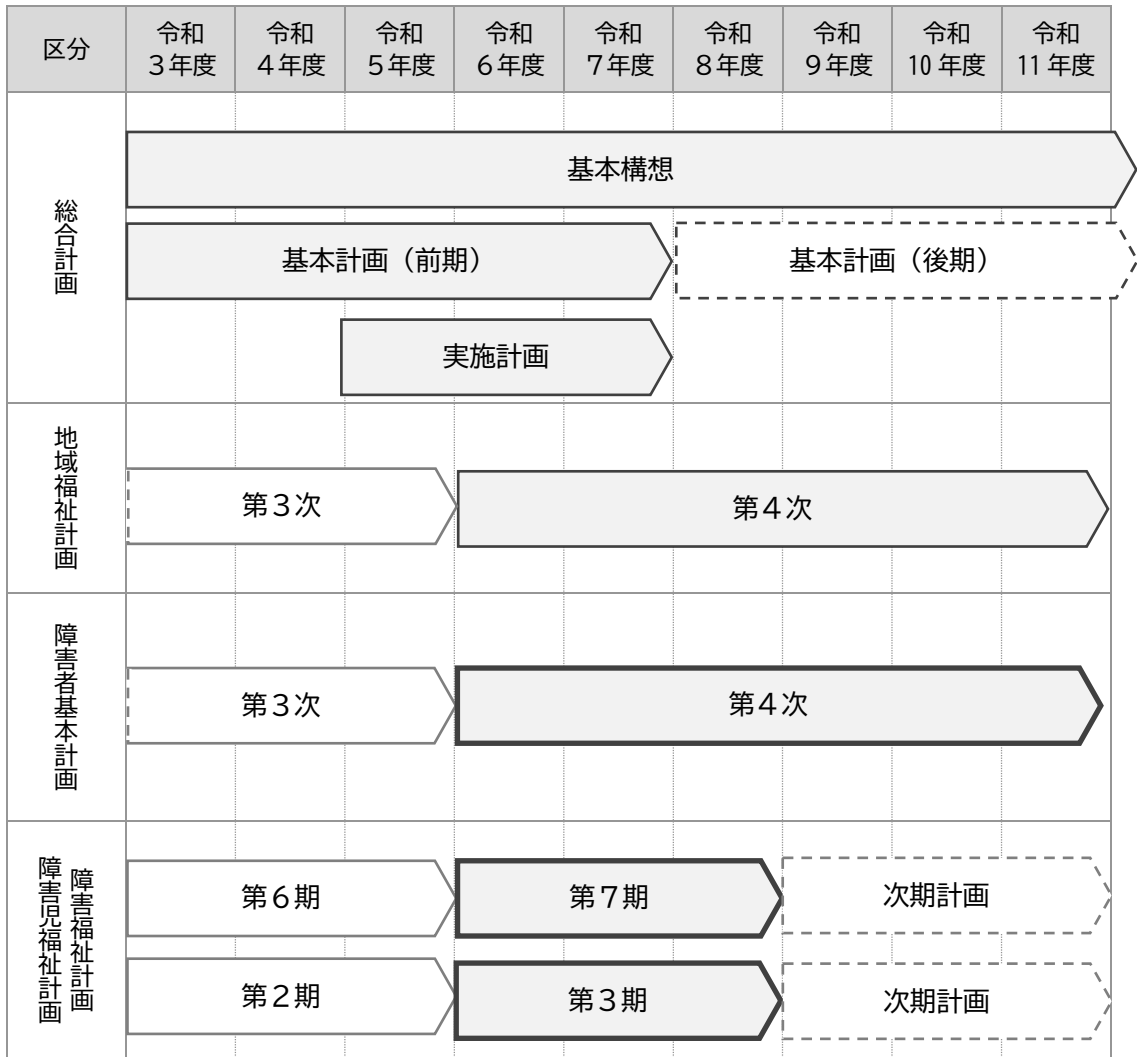 区分
令和
３年度
令和
４年度
令和
５年度
令和
６年度
令和
７年度
令和
８年度
令和
９年度
令和
10年度
令和
11年度
総合計画
基本構想
基本計画（前期）
基本計画（後期）
実施計画
地域福祉計画
第３次
第４次
障害者基本計画
第３次
第４次
障害福祉計画
障害児福祉計画
第６期
第７期
次期計画
第２期
第３期
次期計画